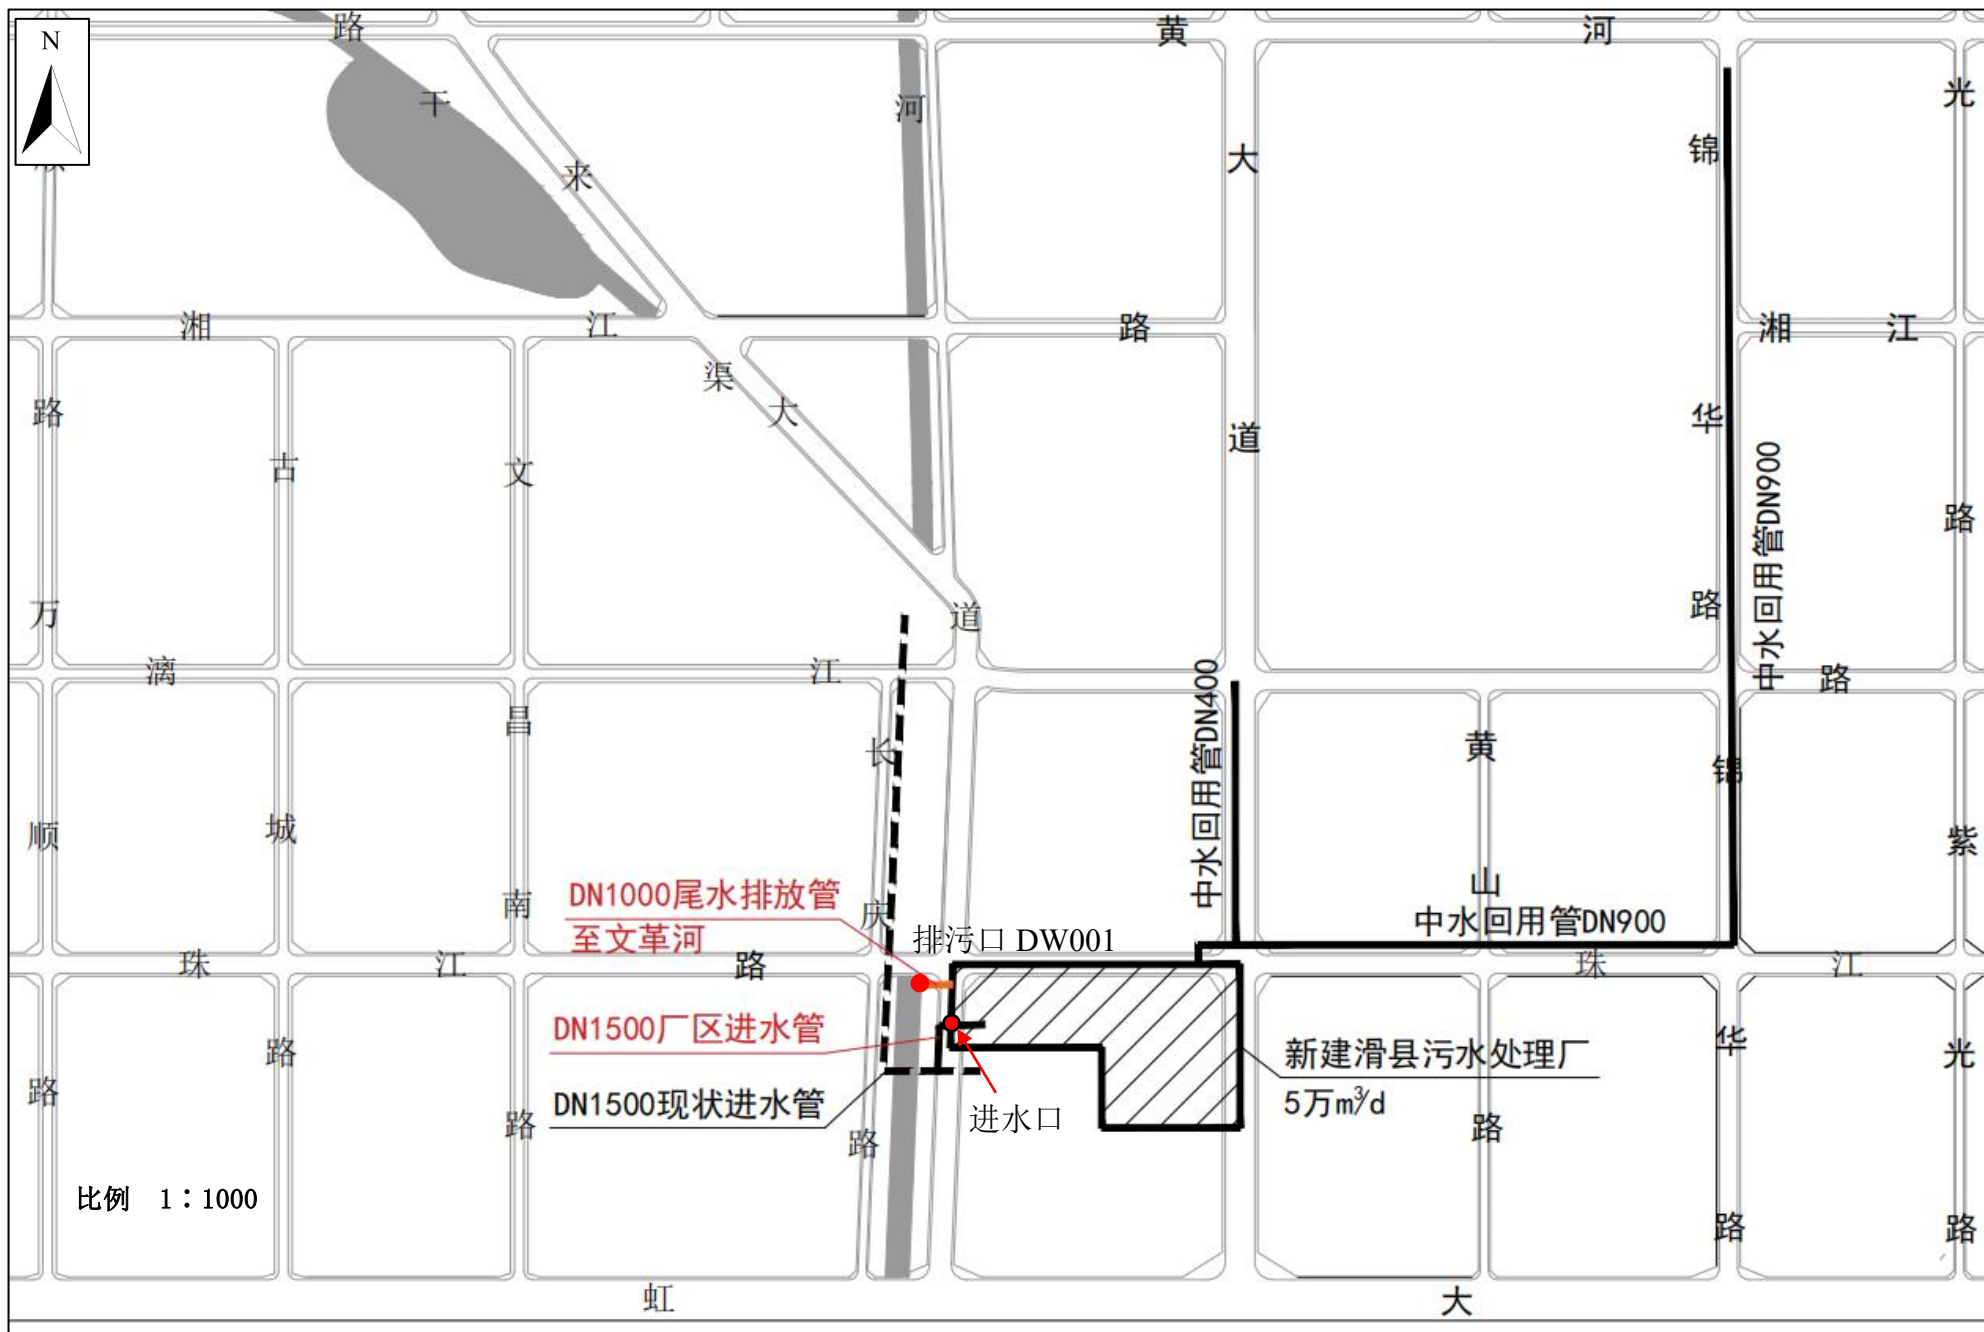 N
路
黄
河
干
河
光
来
大
锦
湘
江
路
湘
江
渠
大
路
华
道
古
文
中水回用管DN900
路
万
道
路
漓
江
中水回用管DN400
路
昌
长
黄
锦
顺
城
紫
DN1000尾水排放管
至文革河
南
庆
山
中水回用管DN900
排污口 DW001
珠
江
路
珠
江
DN1500厂区进水管
路
华
新建滑县污水处理厂
光
路
DN1500现状进水管
5万m³/d
进水口
路
路
路
比例 1：1000
路
路
虹
大